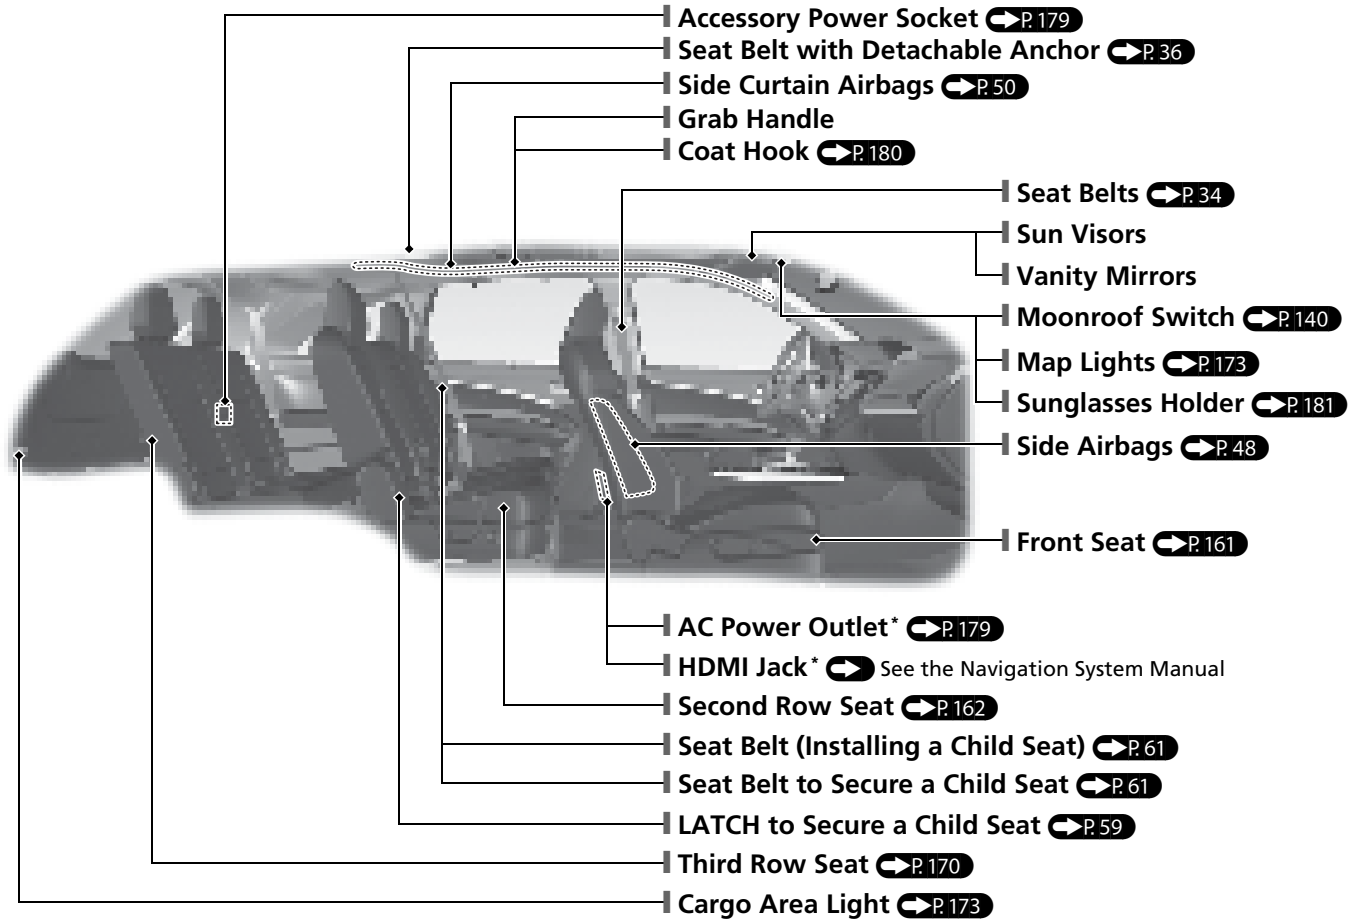 Accessory Power Socket P. 179
Seat Belt with Detachable Anchor P. 36
Side Curtain Airbags P. 50
Grab Handle
Coat Hook P. 180
Seat Belts P. 34
Sun Visors
Vanity Mirrors
Moonroof Switch P. 140
Map Lights P. 173
Sunglasses Holder P. 181
Side Airbags P. 48
Front Seat P. 161
AC Power Outlet* P. 179
HDMI Jack* See the Navigation System Manual
Second Row Seat P. 162
Seat Belt (Installing a Child Seat) P. 61
Seat Belt to Secure a Child Seat P. 61
LATCH to Secure a Child Seat P. 59
Third Row Seat P. 170
Cargo Area Light P. 173